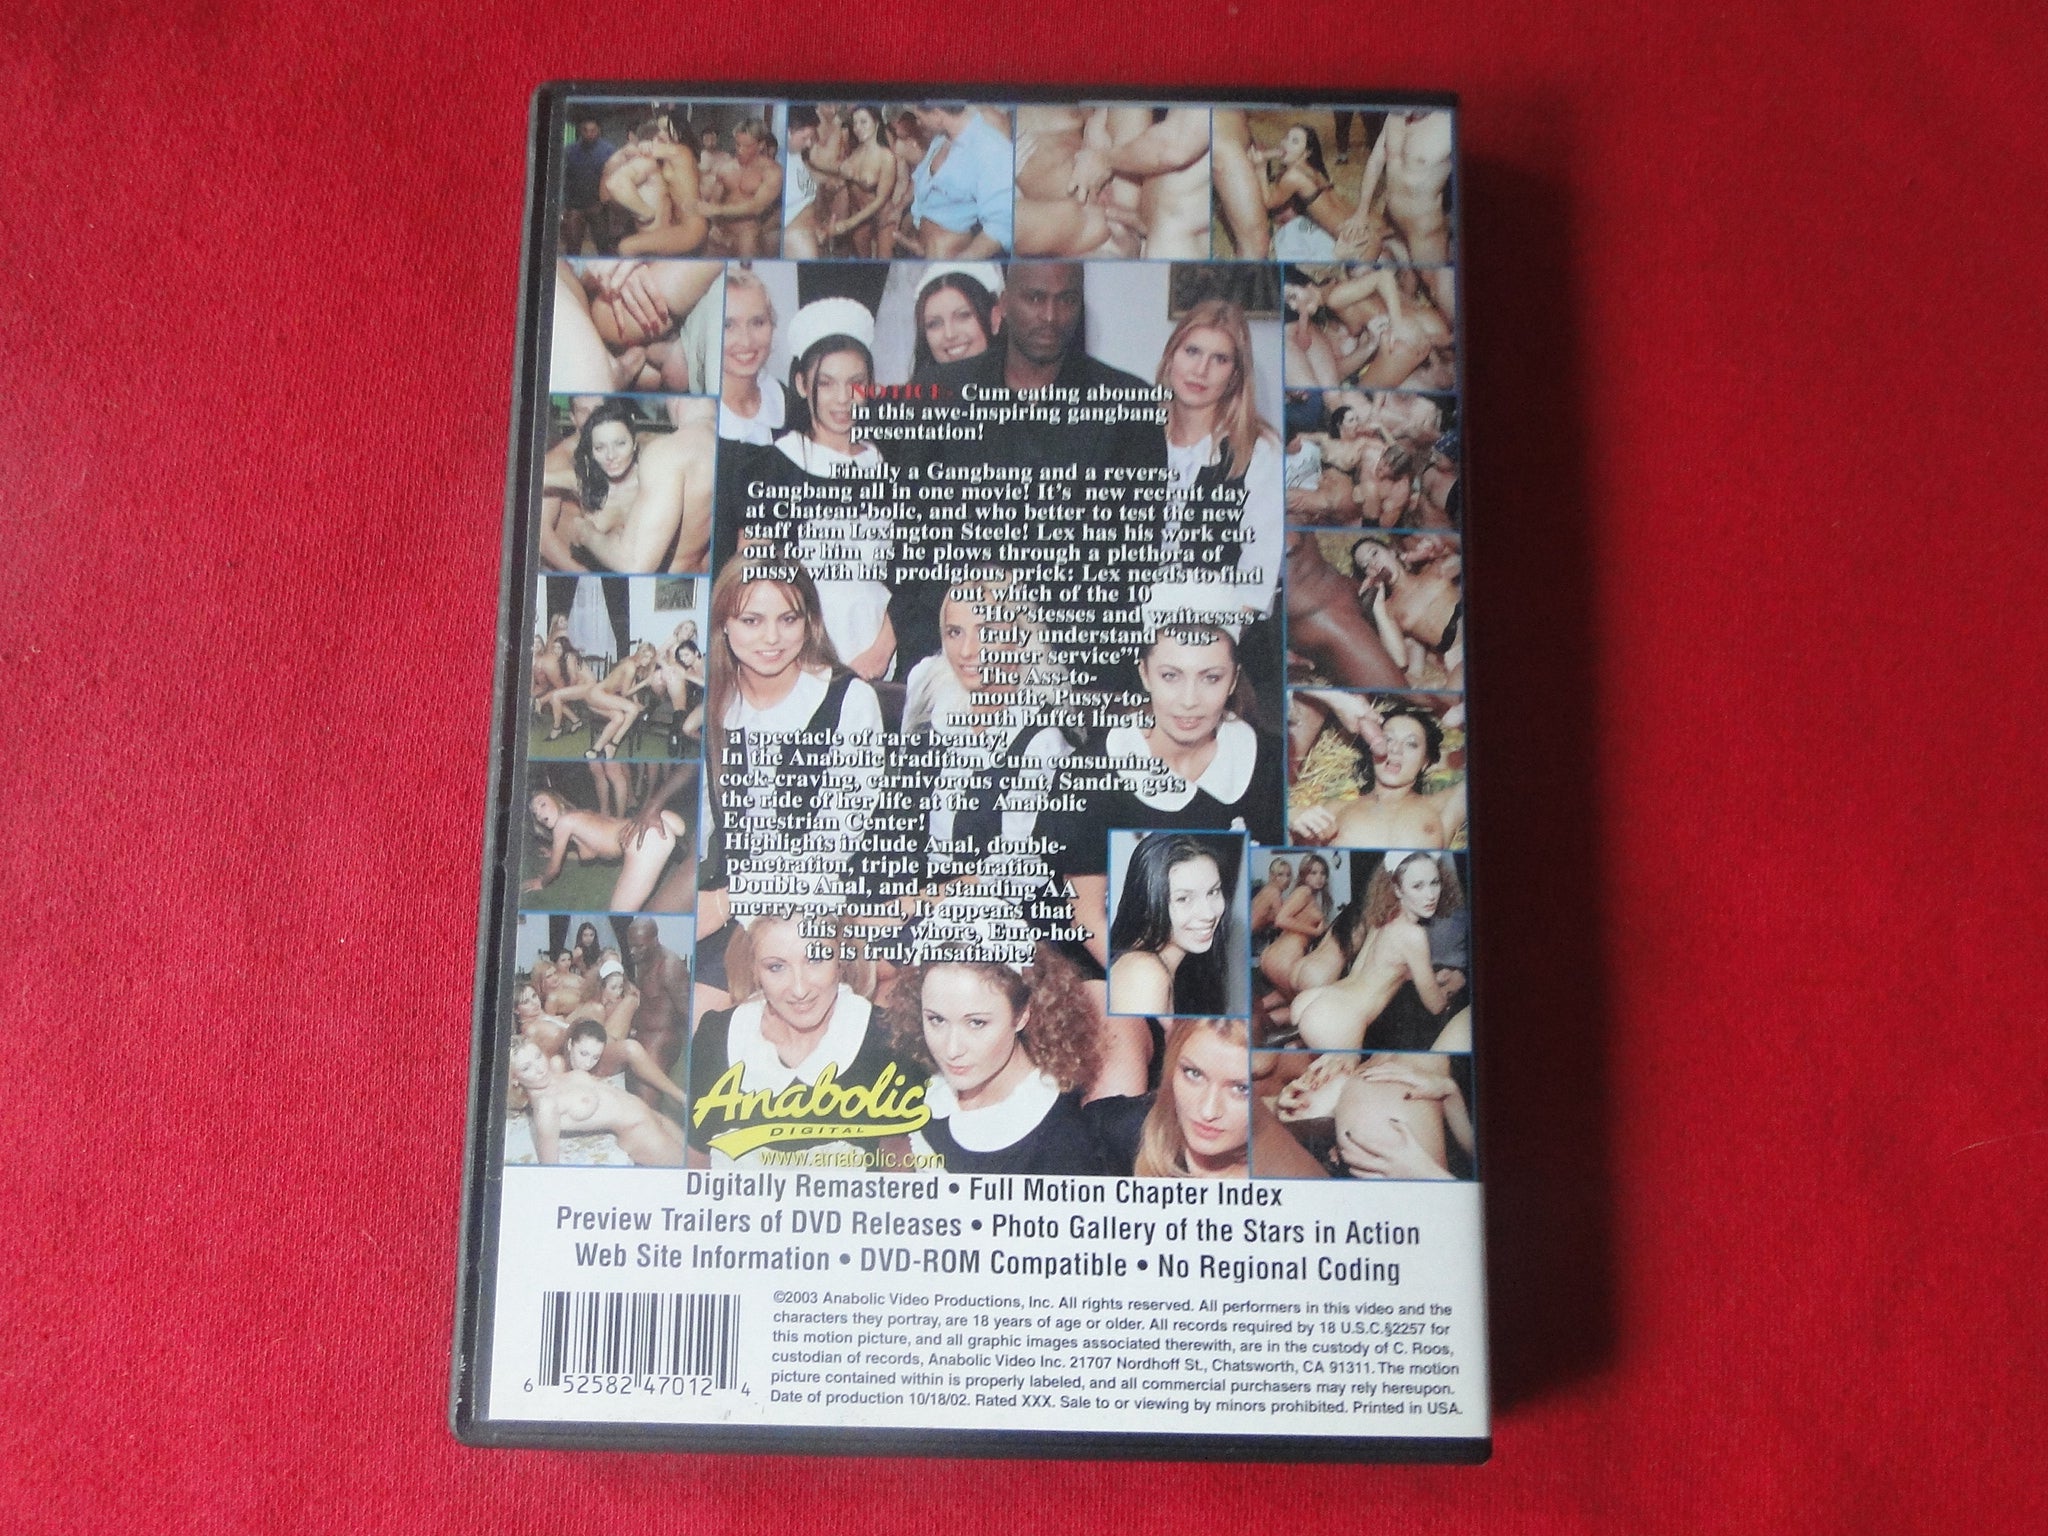 NOTICE - Cum eating abounds
in this awe-inspiring gangbang
presentation!
Finally a Gangbang and a reverse
Gangbang all in one movie! It's new recruit day
at Chateau'bolic, and who better to test the new
staff than Lexington Steele! Lex has his work cut
out for him as he plows through a plethora of
pussy with his prodigious prick: Lex needs to find
out which of the 10
"Ho"stesses and waitresses
truly understand "cus-
tomer service"!
The Ass-to-
mouth; Pussy-to-
mouth buffet line is
a spectacle of rare beauty!
In the Anabolic tradition Cum consuming,
cock-craving, carnivorous cunt, Sandra gets
the ride of her life at the Anabolic
Equestrian Center!
Highlights include Anal, double-
penetration, triple penetration,
Double Anal, and a standing AA
merry-go-round, It appears that
this super whore, Euro-hot-
tie is truly insatiable!
Anabolic
DIGITAL
www.anabolic.com
Digitally Remastered • Full Motion Chapter Index
Preview Trailers of DVD Releases • Photo Gallery of the Stars in Action
Web Site Information • DVD-ROM Compatible • No Regional Coding
©2003 Anabolic Video Productions, Inc. All rights reserved. All performers in this video and the
characters they portray, are 18 years of age or older. All records required by 18 U.S.C.§2257 for
this motion picture, and all graphic images associated therewith, are in the custody of C. Roos,
custodian of records, Anabolic Video Inc. 21707 Nordhoff St., Chatsworth, CA 91311. The motion
picture contained within is properly labeled, and all commercial purchasers may rely hereupon.
Date of production 10/18/02. Rated XXX. Sale to or viewing by minors prohibited. Printed in USA.
6 52582 47012 4